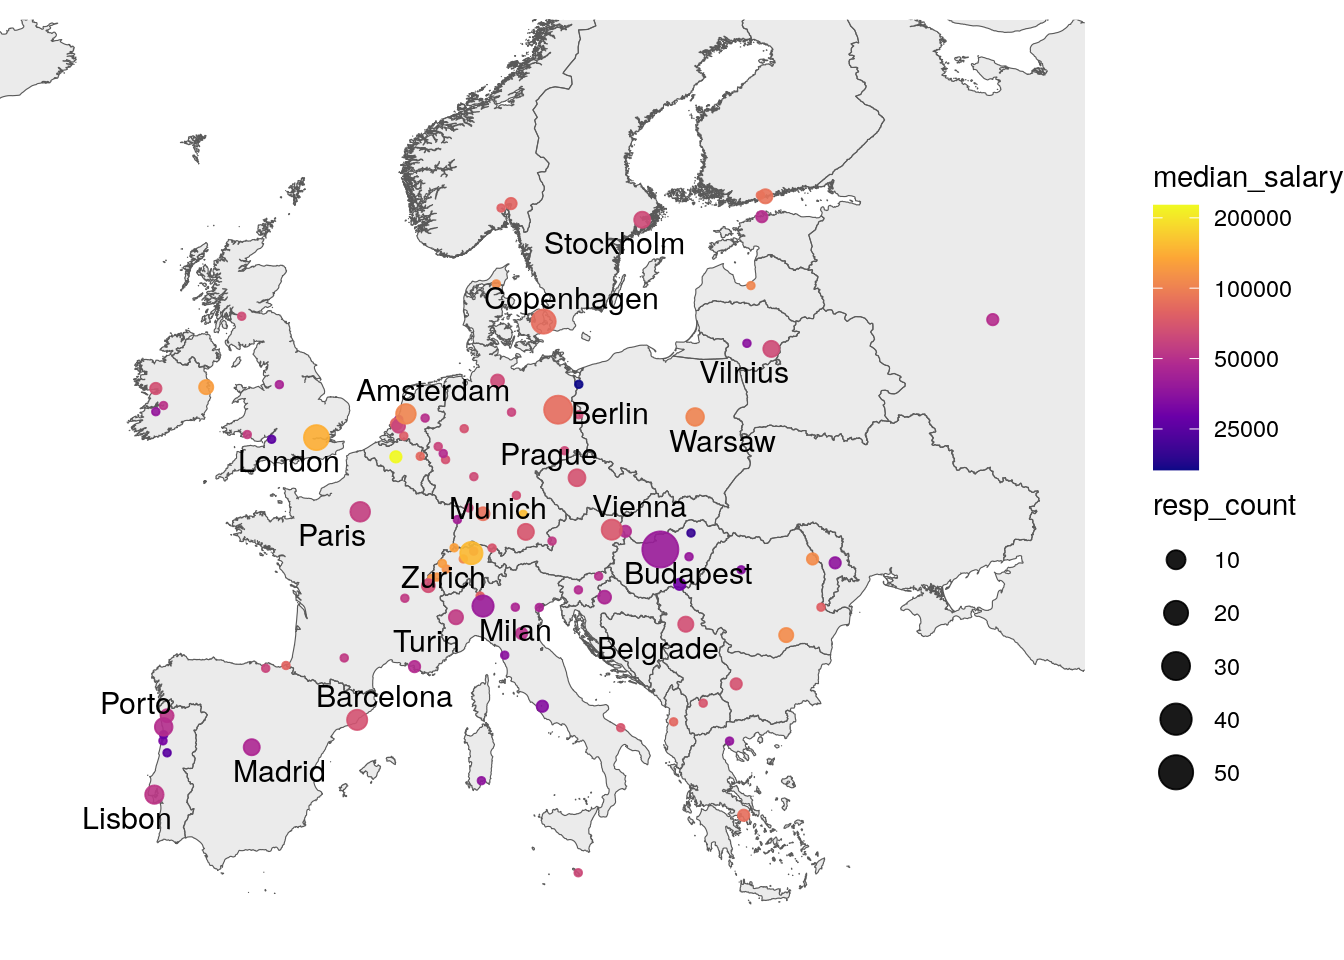 Stockholm
Copenhagen
Vilnius
Amsterdam
Berlin
Warsaw
Prague
London
Munich
Vienna
Paris
Zurich
Budapest
Turin
Milan
Belgrade
Porto
Barcelona
Madrid
Lisbon
median_salary
200000
100000
50000
25000
resp_count
10
20
30
40
50